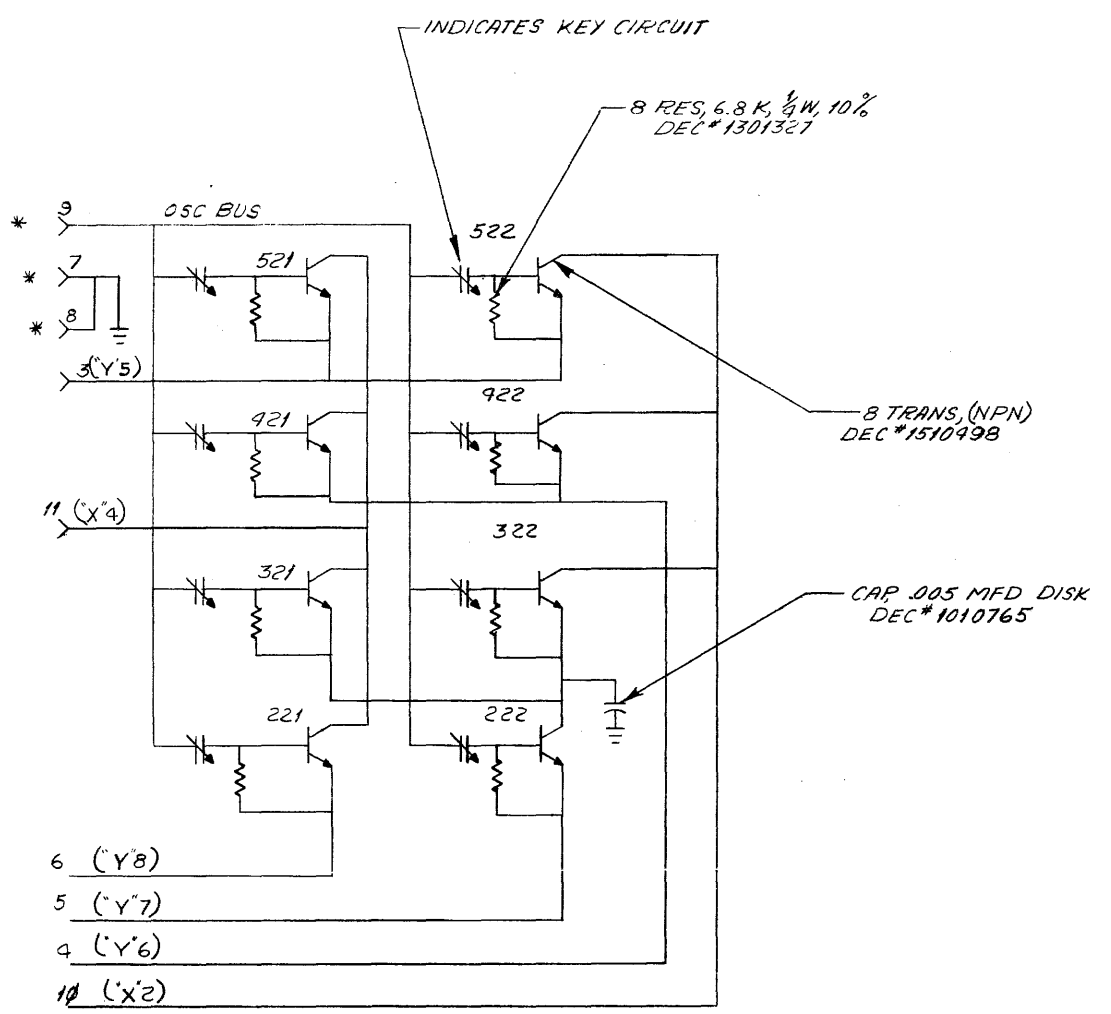 INDICATES KEY CIRCUIT
8 RES, 6.8 K, 1/4 W, 10%
DEC# 1301327
* 9
OSC BUS
522
* 7
521
* 8
3 ("Y"5)
422
421
8 TRANS, (NPN)
DEC# 1510498
11 ("X"4)
322
321
CAP, .005 MFD DISK
DEC# 1010765
221
222
6 ("Y"8)
5 ("Y"7)
4 ("Y"6)
10 ("X"2)